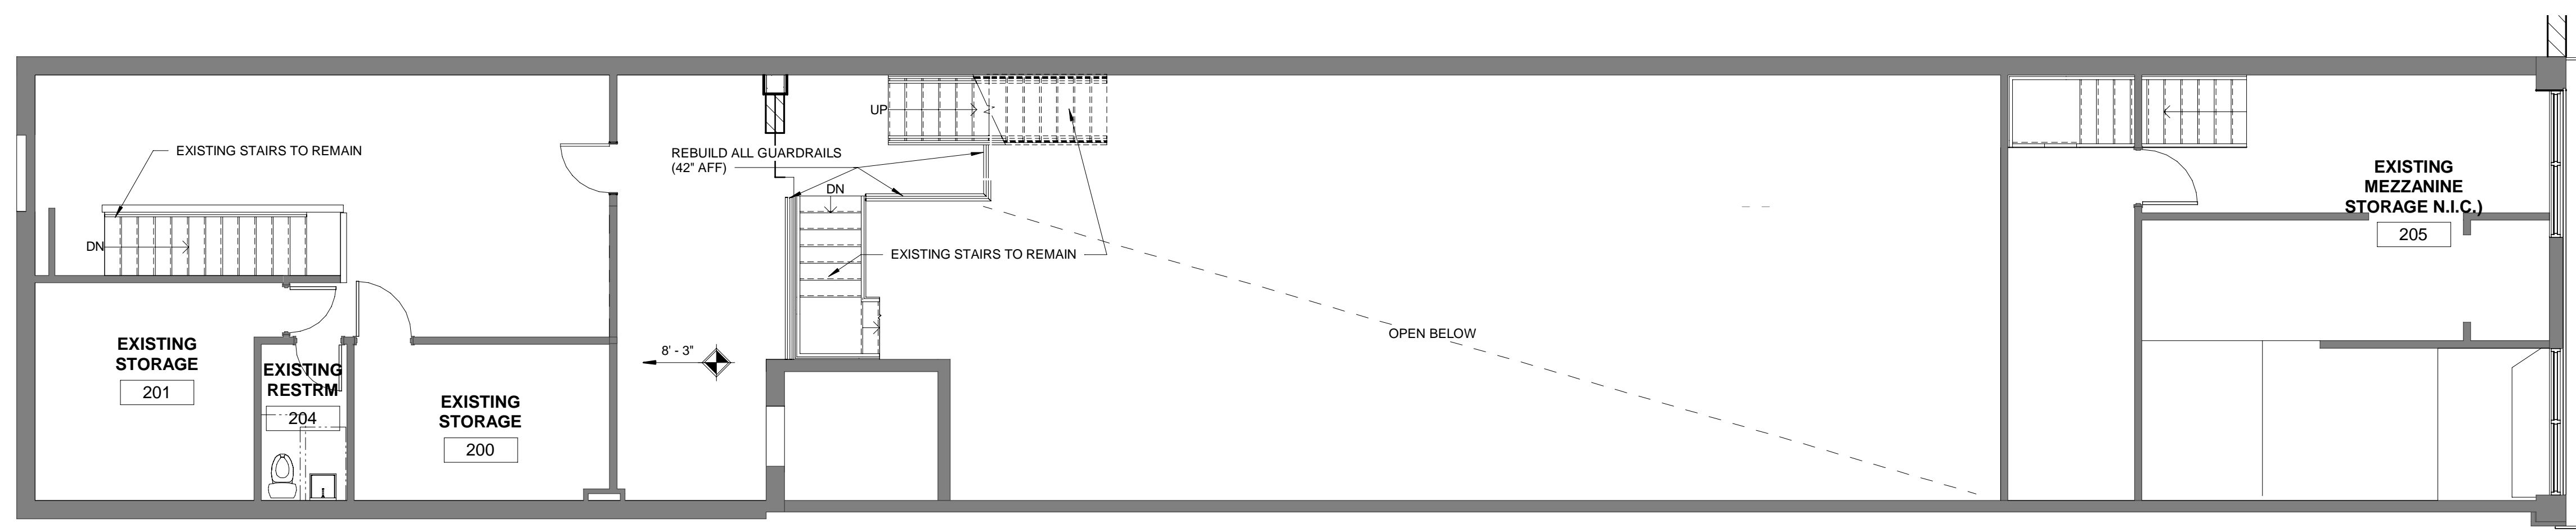 EXISTING STAIRS TO REMAIN
DN
EXISTING
STORAGE
201
EXISTING
RESTRM
204
EXISTING
STORAGE
200
UP
REBUILD ALL GUARDRAILS
(42" AFF)
DN
EXISTING STAIRS TO REMAIN
8' - 3"
OPEN BELOW
EXISTING
MEZZANINE
STORAGE N.I.C.)
205